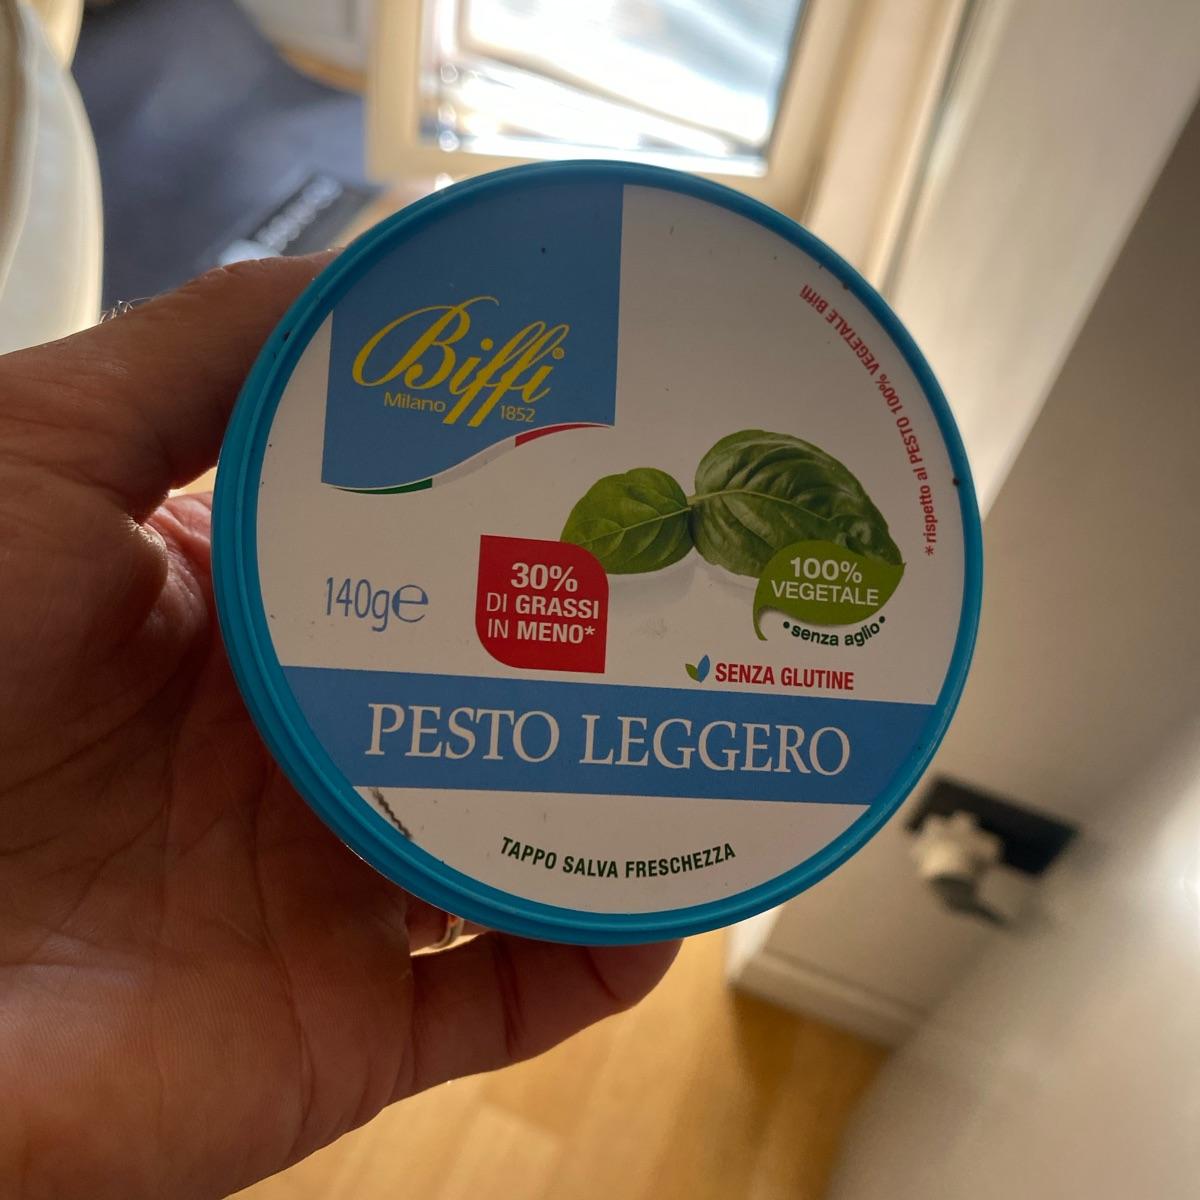 Biffi®
Milano 1852
* rispetto al PESTO 100% VEGETALE Biffi
140g℮
30%
DI GRASSI
IN MENO*
100%
VEGETALE
•senza aglio•
SENZA GLUTINE
PESTO LEGGERO
TAPPO SALVA FRESCHEZZA